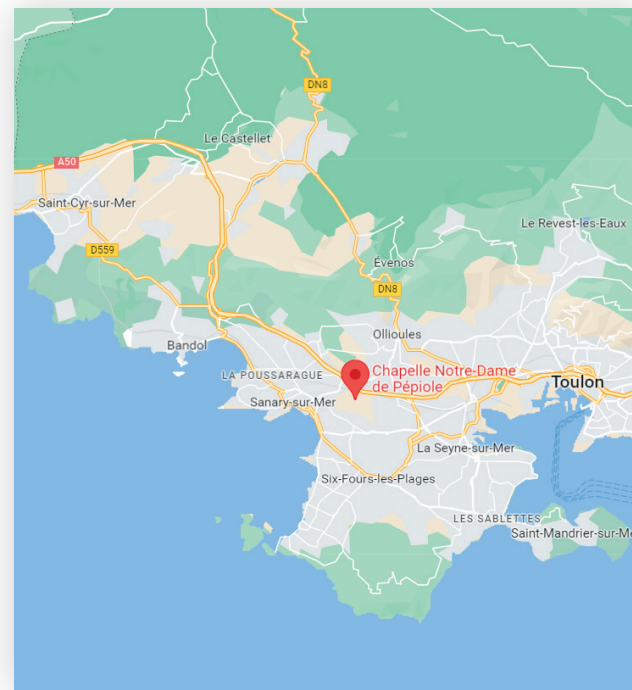 DN8
Le Castellet
A50
Saint-Cyr-sur-Mer
Le Revest-les-Eaux
D559
Évenos
DN8
Ollioules
Bandol
LA POUSSARAGUE
Chapelle Notre-Dame
de Pépiole
Toulon
Sanary-sur-Mer
La Seyne-sur-Mer
Six-Fours-les-Plages
LES SABLETTES
Saint-Mandrier-sur-Me